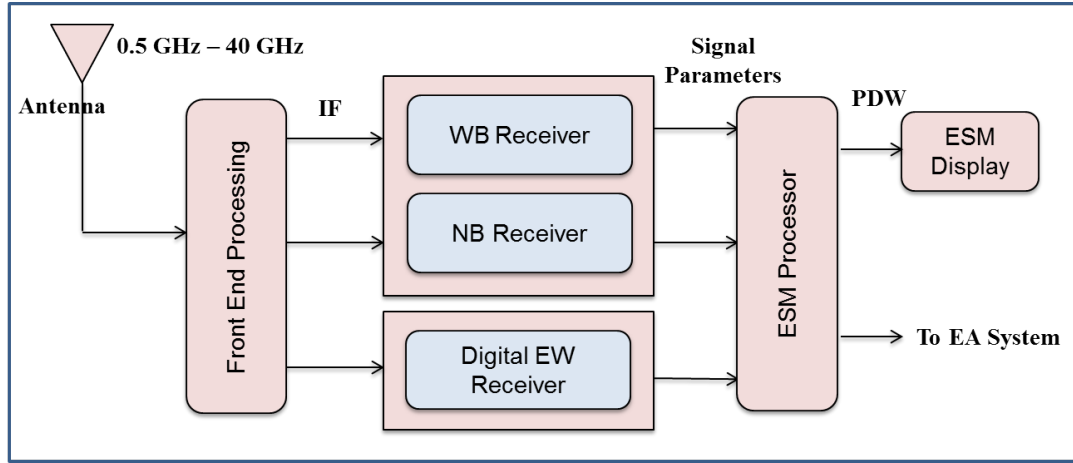 0.5 GHz – 40 GHz
Antenna
Front End Processing
IF
WB Receiver
NB Receiver
Digital EW
Receiver
Signal
Parameters
ESM Processor
PDW
ESM
Display
To EA System